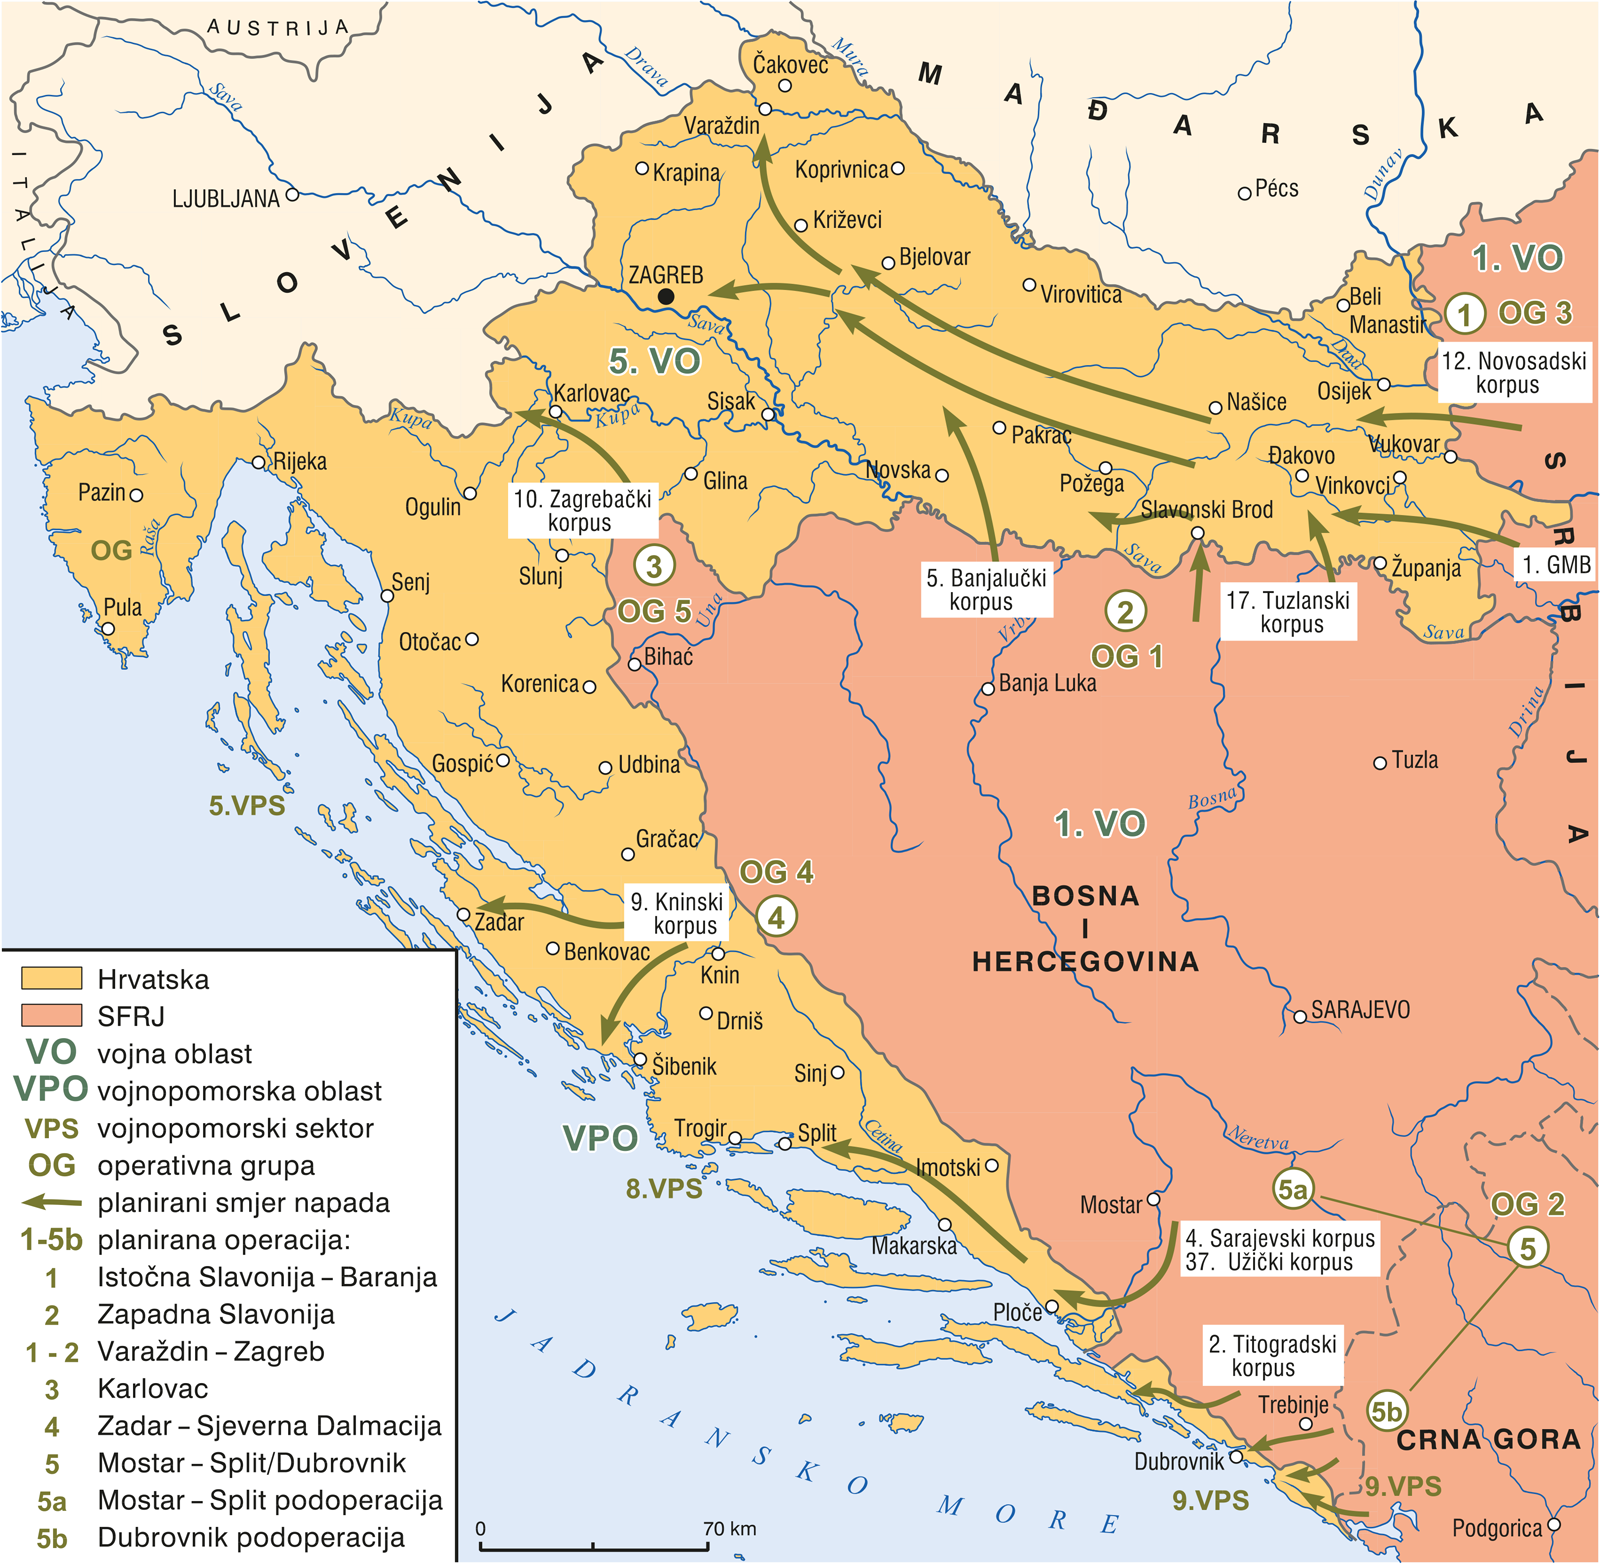 AUSTRIJA
ITALIJA
SLOVENIJA
MAĐARSKA
SRBIJA
Sava
Drava
Mura
Dunav
Čakovec
Varaždin
Krapina
Koprivnica
LJUBLJANA
Pécs
Križevci
Bjelovar
ZAGREB
Virovitica
Beli
Manastir
1. VO
1 OG 3
12. Novosadski
korpus
Sava
5. VO
Drava
Osijek
Karlovac
Kupa
Kupa
Sisak
Našice
Pakrac
Vukovar
Rijeka
Glina
Novska
Požega
Đakovo
Vinkovci
Pazin
Ogulin
10. Zagrebački
korpus
Slavonski Brod
OG
Raša
Slunj
3
OG 5
Una
Sava
Županja
1. GMB
5. Banjalučki
korpus
2
OG 1
17. Tuzlanski
korpus
Sava
Senj
Pula
Otočac
Bihać
Korenica
Banja Luka
Drina
Gospić
Udbina
Tuzla
5.VPS
Bosna
1. VO
Gračac
OG 4
4
BOSNA
I
HERCEGOVINA
9. Kninski
korpus
Zadar
Benkovac
Knin
Drniš
SARAJEVO
Šibenik
Sinj
Trogir
Split
Cetina
VPO
8.VPS
Imotski
Neretva
5a
OG 2
5
Mostar
Makarska
4. Sarajevski korpus
37. Užički korpus
Ploče
2. Titogradski
korpus
Trebinje
5b
CRNA GORA
Dubrovnik
9.VPS
9.VPS
Podgorica
JADRANSKO MORE
Hrvatska
SFRJ
VO vojna oblast
VPO vojnopomorska oblast
VPS vojnopomorski sektor
OG operativna grupa
planirani smjer napada
1-5b planirana operacija:
1 Istočna Slavonija – Baranja
2 Zapadna Slavonija
1 - 2 Varaždin – Zagreb
3 Karlovac
4 Zadar – Sjeverna Dalmacija
5 Mostar – Split/Dubrovnik
5a Mostar – Split podoperacija
5b Dubrovnik podoperacija
0 70 km